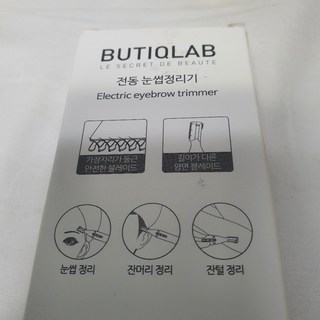 BUTIQLAB
LE SECRET DE BEAUTE
전동 눈썹정리기
Electric eyebrow trimmer
가장자리가 둥근
안전한 블레이드
길이가 다른
양면 블레이드
눈썹 정리
잔머리 정리
잔털 정리